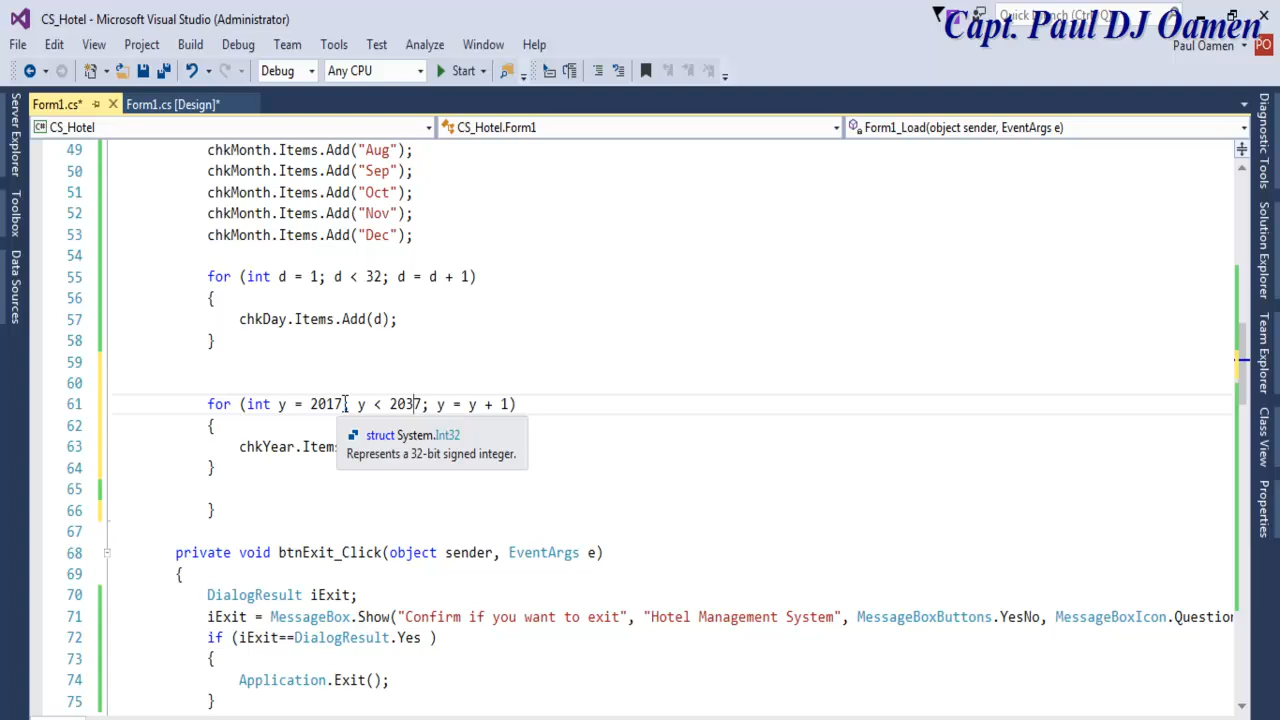 CS_Hotel - Microsoft Visual Studio (Administrator)
Quick Launch (Ctrl+Q)
Capt. Paul DJ Oamen
File Edit View Project Build Debug Team Tools Test Analyze Window Help
Paul Oamen
PO
Debug Any CPU Start
Form1.cs* Form1.cs [Design]*
CS_Hotel CS_Hotel.Form1 Form1_Load(object sender, EventArgs e)
Server Explorer
Toolbox
Data Sources
49 chkMonth.Items.Add("Aug");
50 chkMonth.Items.Add("Sep");
51 chkMonth.Items.Add("Oct");
52 chkMonth.Items.Add("Nov");
53 chkMonth.Items.Add("Dec");
54
55 for (int d = 1; d < 32; d = d + 1)
56 {
57 chkDay.Items.Add(d);
58 }
59
60
61 for (int y = 2017; y < 2037; y = y + 1)
62 {
63 chkYear.Items
64 }
65
66 }
67
68 private void btnExit_Click(object sender, EventArgs e)
69 {
70 DialogResult iExit;
71 iExit = MessageBox.Show("Confirm if you want to exit", "Hotel Management System", MessageBoxButtons.YesNo, MessageBoxIcon.Question
72 if (iExit==DialogResult.Yes )
73 {
74 Application.Exit();
75 }
struct System.Int32
Represents a 32-bit signed integer.
Diagnostic Tools
Solution Explorer
Team Explorer
Class View
Properties